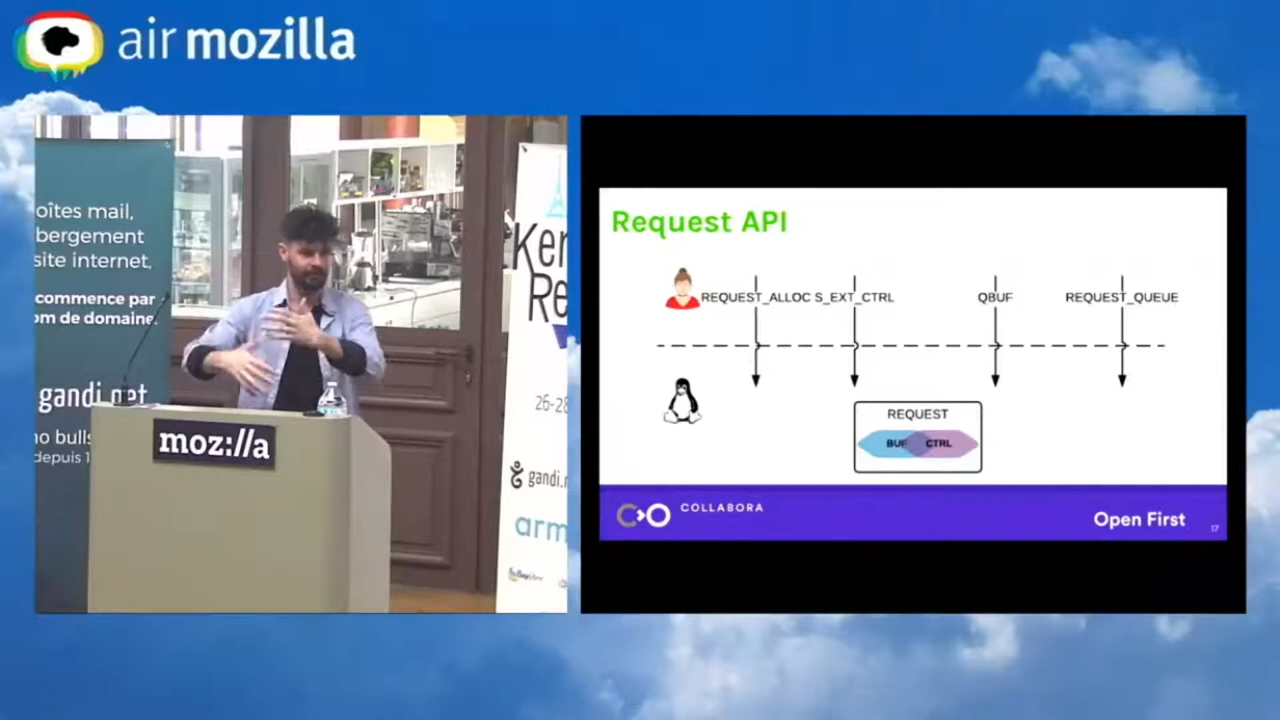 air mozilla
oîtes mail,
bergement
site internet,
commence par
om de domaine.
gandi.net
no bulls
depuis 1
moz://a
Ker
Re
26-28
gandi.n
arm
Request API
REQUEST_ALLOC S_EXT_CTRL
QBUF
REQUEST_QUEUE
REQUEST
BUF CTRL
COLLABORA
Open First
17